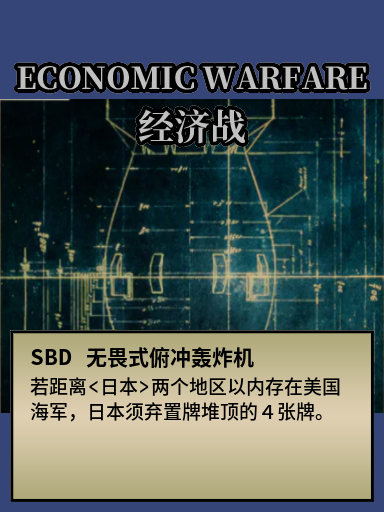 ECONOMIC WARFARE
经济战
SBD 无畏式俯冲轰炸机
若距离<日本>两个地区以内存在美国
海军，日本须弃置牌堆顶的４张牌。